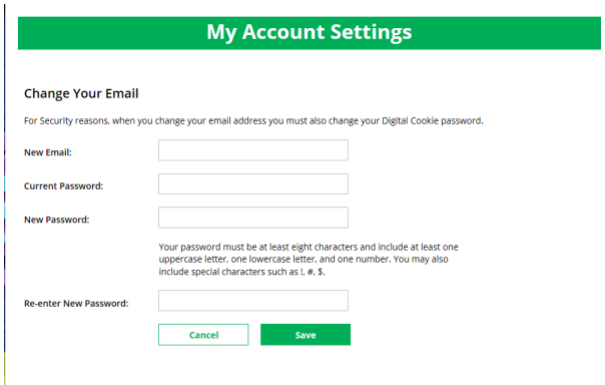 My Account Settings
Change Your Email
For Security reasons, when you change your email address you must also change your Digital Cookie password.
New Email:
Current Password:
New Password:
Your password must be at least eight characters and include at least one
uppercase letter, one lowercase letter, and one number. You may also
include special characters such as !, #, $.
Re-enter New Password:
Cancel
Save